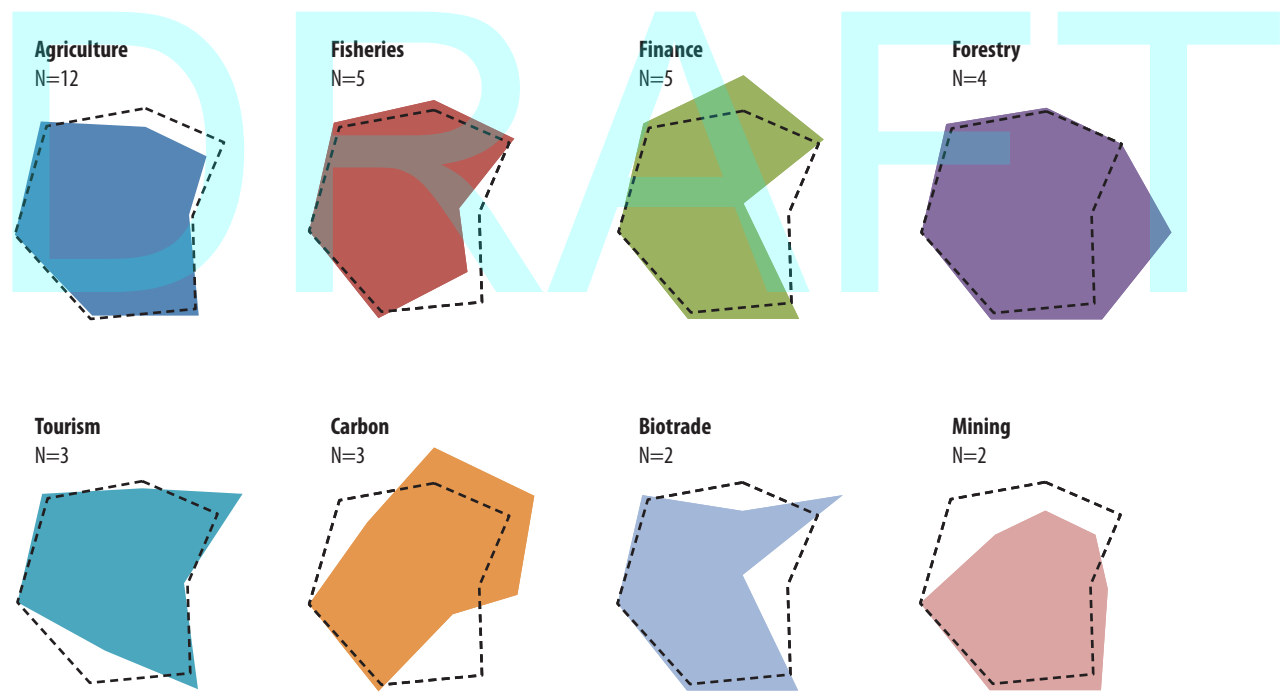 DRAFT
Agriculture
N=12
Fisheries
N=5
Finance
N=5
Forestry
N=4
Tourism
N=3
Carbon
N=3
Biotrade
N=2
Mining
N=2